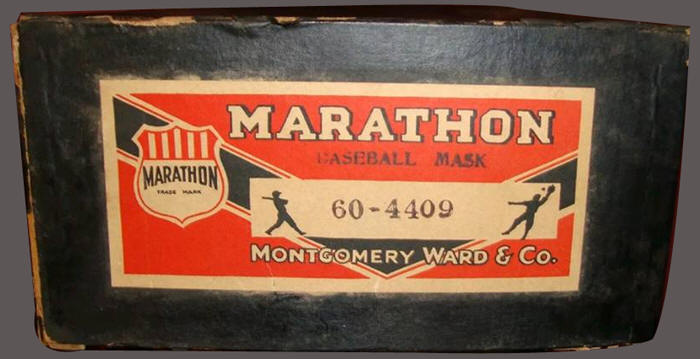 MARATHON
BASEBALL MASK
MARATHON
TRADE MARK
60-4409
MONTGOMERY WARD & CO.